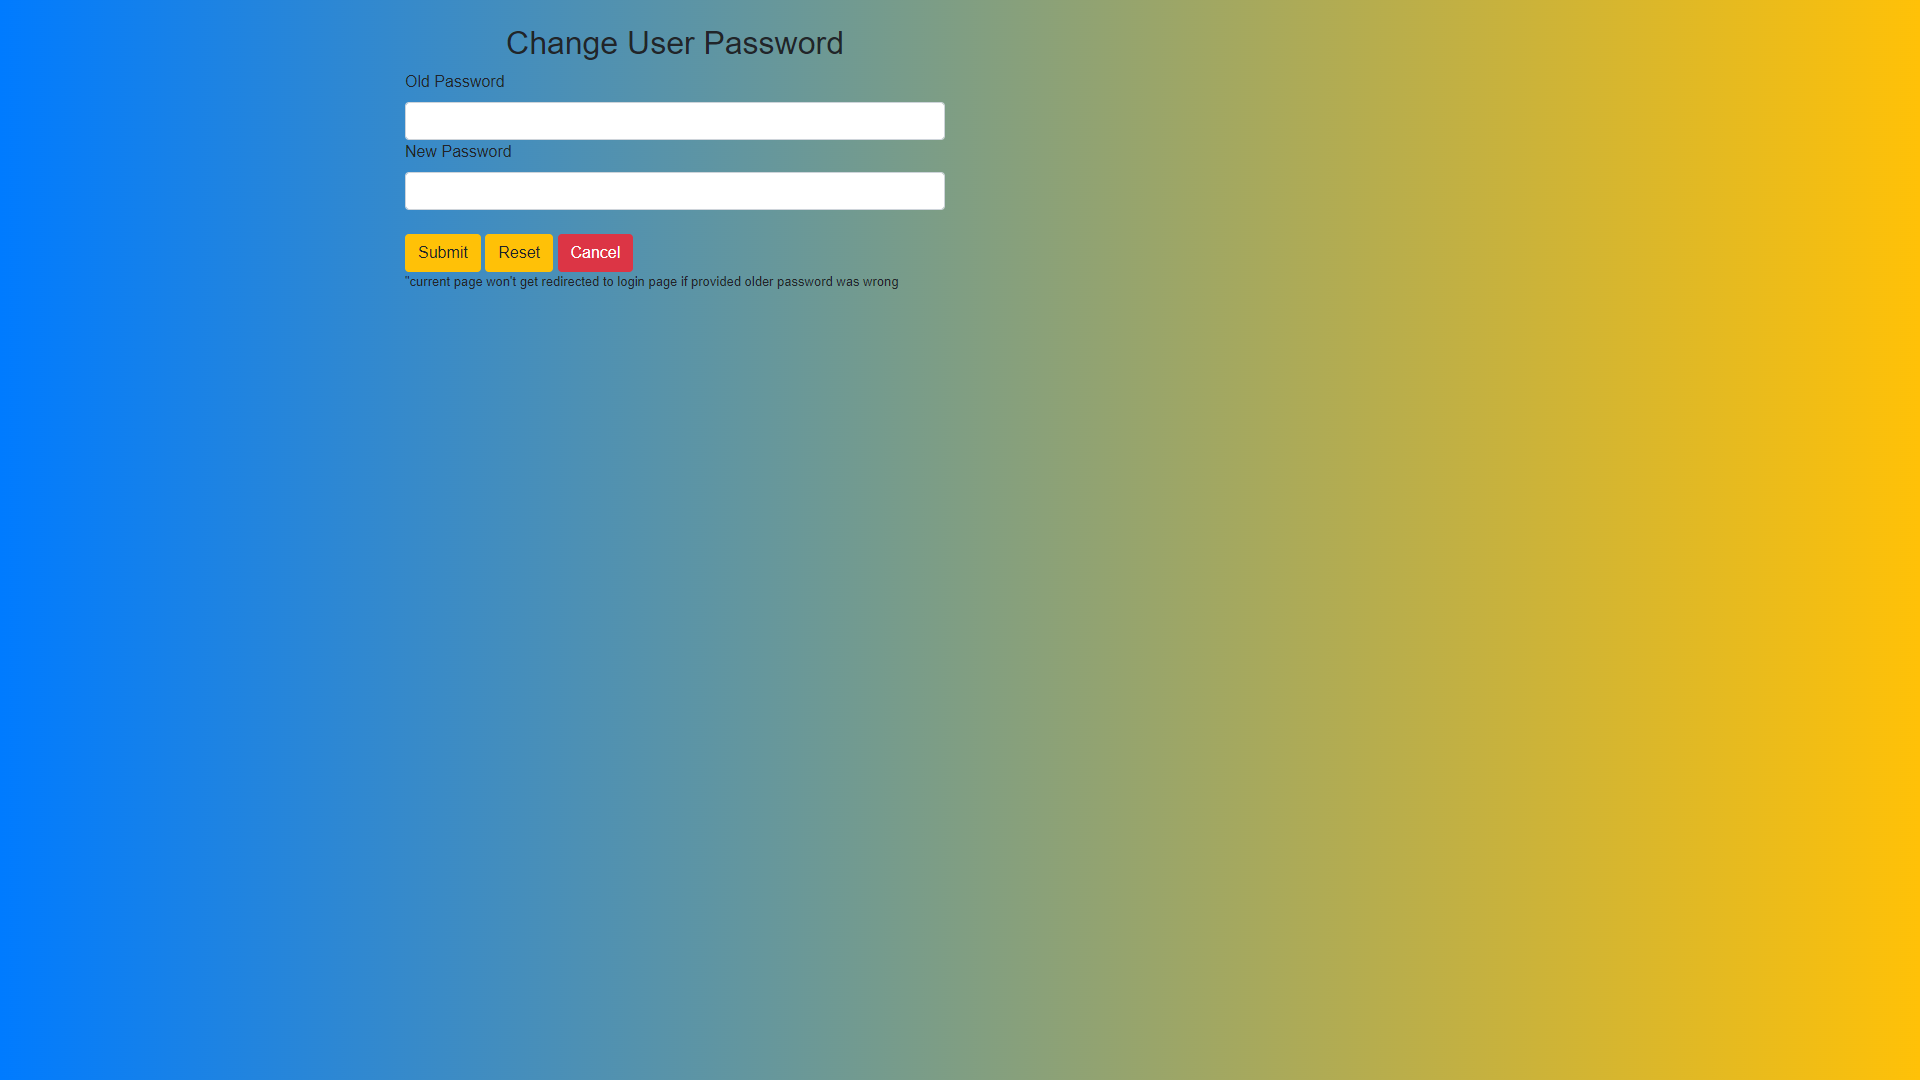 Change User Password
Old Password
New Password
Submit Reset Cancel
"current page won't get redirected to login page if provided older password was wrong